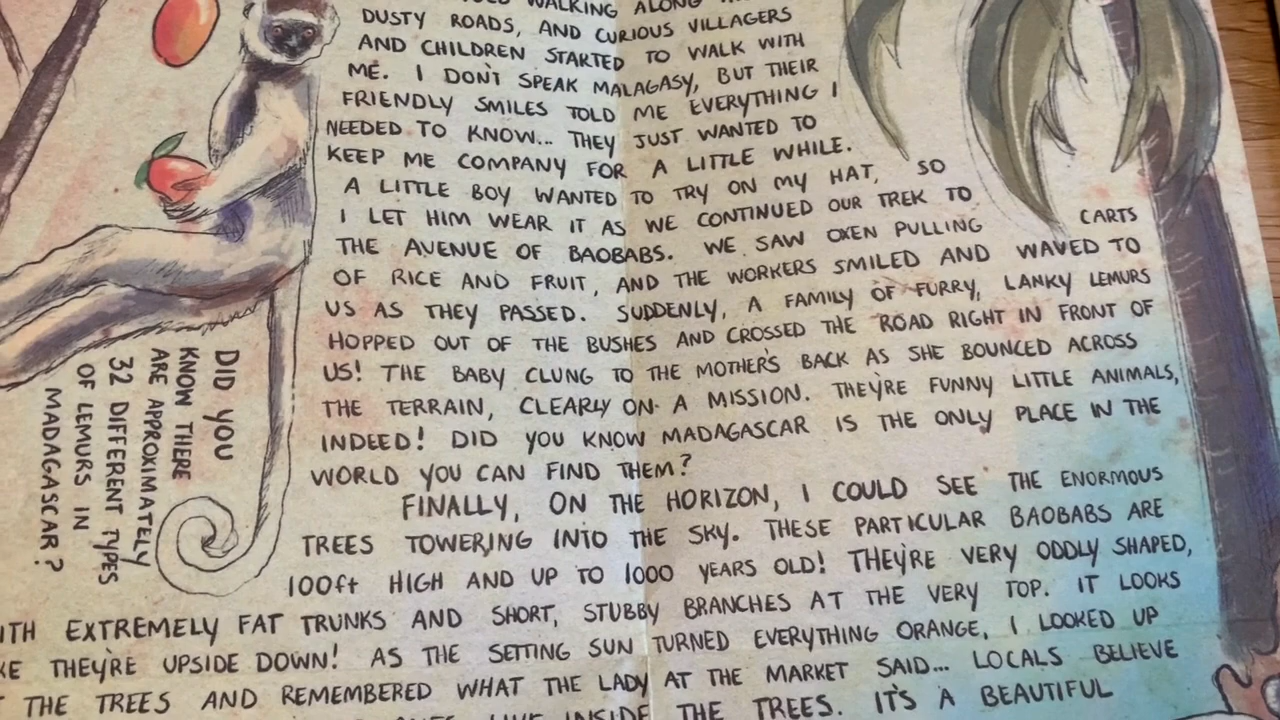 WALKING ALONG
DUSTY ROADS, AND CURIOUS VILLAGERS
AND CHILDREN STARTED TO WALK WITH
ME. I DON'T SPEAK MALAGASY, BUT THEIR
FRIENDLY SMILES TOLD ME EVERYTHING I
NEEDED TO KNOW... THEY JUST WANTED TO
KEEP ME COMPANY FOR A LITTLE WHILE.
A LITTLE BOY WANTED TO TRY ON MY HAT, SO
I LET HIM WEAR IT AS WE CONTINUED OUR TREK TO
THE AVENUE OF BAOBABS. WE SAW OXEN PULLING CARTS
OF RICE AND FRUIT, AND THE WORKERS SMILED AND WAVED TO
US AS THEY PASSED. SUDDENLY, A FAMILY OF FURRY, LANKY LEMURS
HOPPED OUT OF THE BUSHES AND CROSSED THE ROAD RIGHT IN FRONT OF
US! THE BABY CLUNG TO THE MOTHER'S BACK AS SHE BOUNCED ACROSS
THE TERRAIN, CLEARLY ON A MISSION. THEY'RE FUNNY LITTLE ANIMALS,
INDEED! DID YOU KNOW MADAGASCAR IS THE ONLY PLACE IN THE
WORLD YOU CAN FIND THEM?
FINALLY, ON THE HORIZON, I COULD SEE THE ENORMOUS
TREES TOWERING INTO THE SKY. THESE PARTICULAR BAOBABS ARE
100ft HIGH AND UP TO 1000 YEARS OLD! THEY'RE VERY ODDLY SHAPED,
ITH EXTREMELY FAT TRUNKS AND SHORT, STUBBY BRANCHES AT THE VERY TOP. IT LOOKS
KE THEY'RE UPSIDE DOWN! AS THE SETTING SUN TURNED EVERYTHING ORANGE, I LOOKED UP
THE TREES AND REMEMBERED WHAT THE LADY AT THE MARKET SAID... LOCALS BELIEVE
LIVE INSIDE THE TREES. IT'S A BEAUTIFUL
DID YOU
KNOW THERE
ARE APPROXIMATELY
32 DIFFERENT TYPES
OF LEMURS IN
MADAGASCAR?